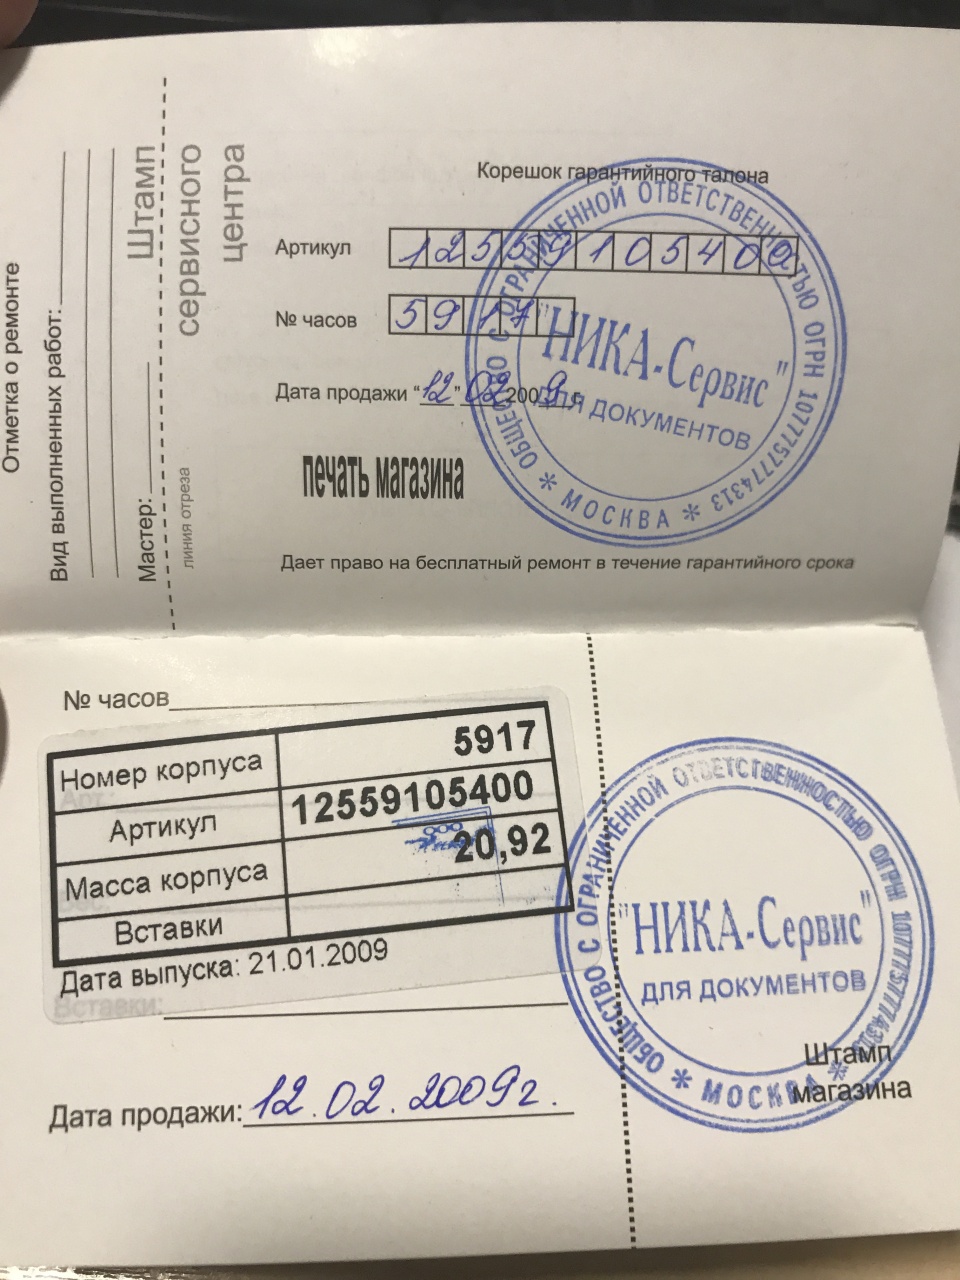 Отметка о ремонте
Вид выполненных работ:
Мастер:
Штамп
сервисного
центра
линия отреза
Корешок гарантийного талона
Артикул 12559105400
№ часов 5917
Дата продажи "12" 02 2009 г.
печать магазина
Дает право на бесплатный ремонт в течение гарантийного срока
ОБЩЕСТВО С ОГРАНИЧЕННОЙ ОТВЕТСТВЕННОСТЬЮ ОГРН 1077757774313
* МОСКВА *
"НИКА-Сервис"
ДЛЯ ДОКУМЕНТОВ
№ часов
Номер корпуса 5917
Артикул 12559105400
Масса корпуса 20,92
Вставки
Дата выпуска: 21.01.2009
Вставки:
Дата продажи: 12.02.2009г.
ОБЩЕСТВО С ОГРАНИЧЕННОЙ ОТВЕТСТВЕННОСТЬЮ ОГРН 1077757774313
* МОСКВА *
"НИКА-Сервис"
ДЛЯ ДОКУМЕНТОВ
Штамп
магазина